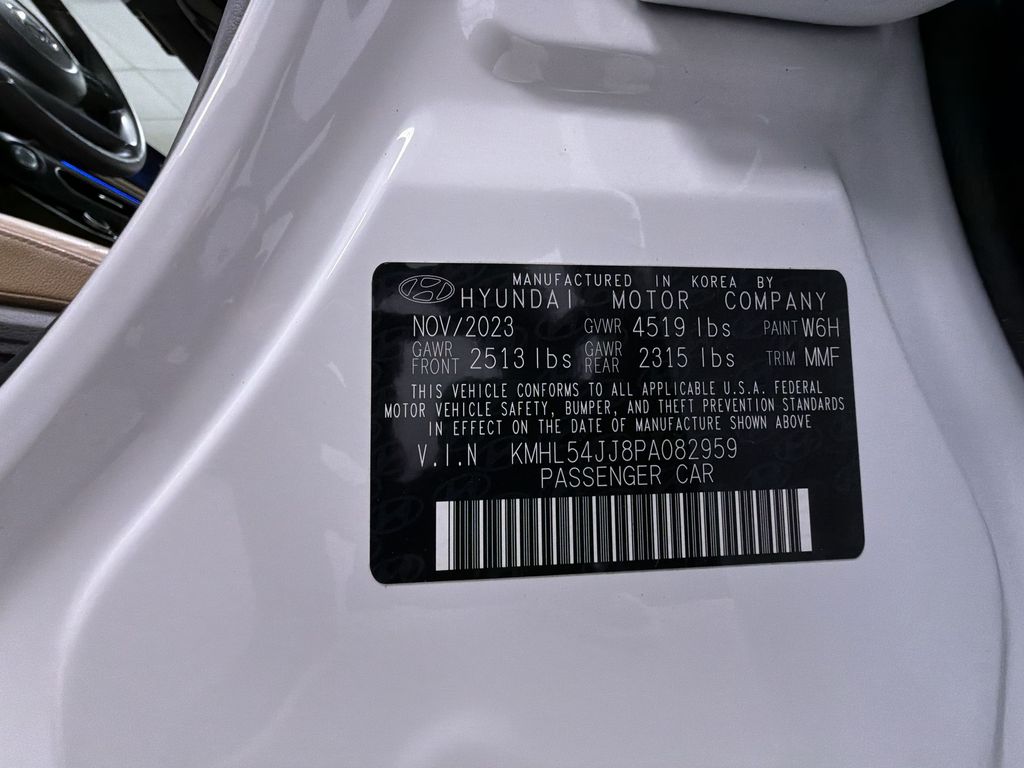 MANUFACTURED IN KOREA BY
HYUNDAI MOTOR COMPANY
NOV/2023 GVWR 4519 lbs PAINT W6H
GAWR FRONT 2513 lbs GAWR REAR 2315 lbs TRIM MMF
THIS VEHICLE CONFORMS TO ALL APPLICABLE U.S.A. FEDERAL
MOTOR VEHICLE SAFETY, BUMPER, AND THEFT PREVENTION STANDARDS
IN EFFECT ON THE DATE OF MANUFACTURE SHOWN ABOVE
V.I.N KMHL54JJ8PA082959
PASSENGER CAR